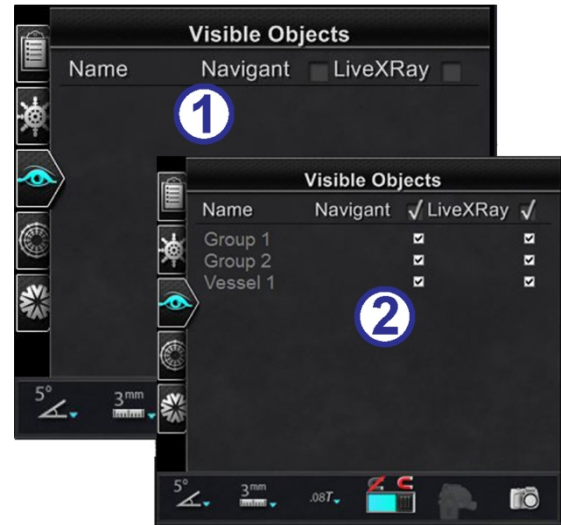 Visible Objects
Name Navigant LiveXRay
1
5° 3mm
Visible Objects
Name Navigant LiveXRay
Group 1
Group 2
Vessel 1
2
5° 3mm .08T